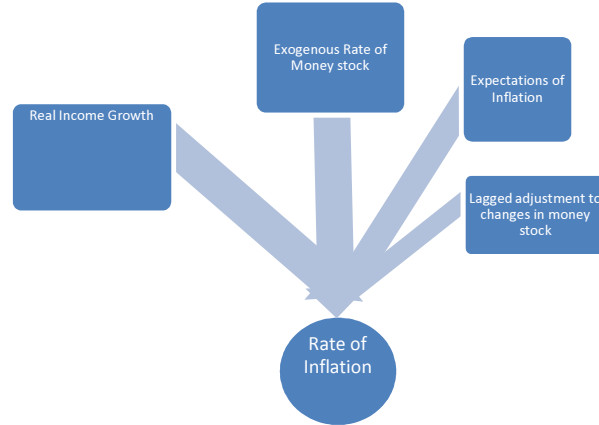 Exogenous Rate of
Money stock
Expectations of
Inflation
Real Income Growth
Lagged adjustment to
changes in money
stock
Rate of
Inflation